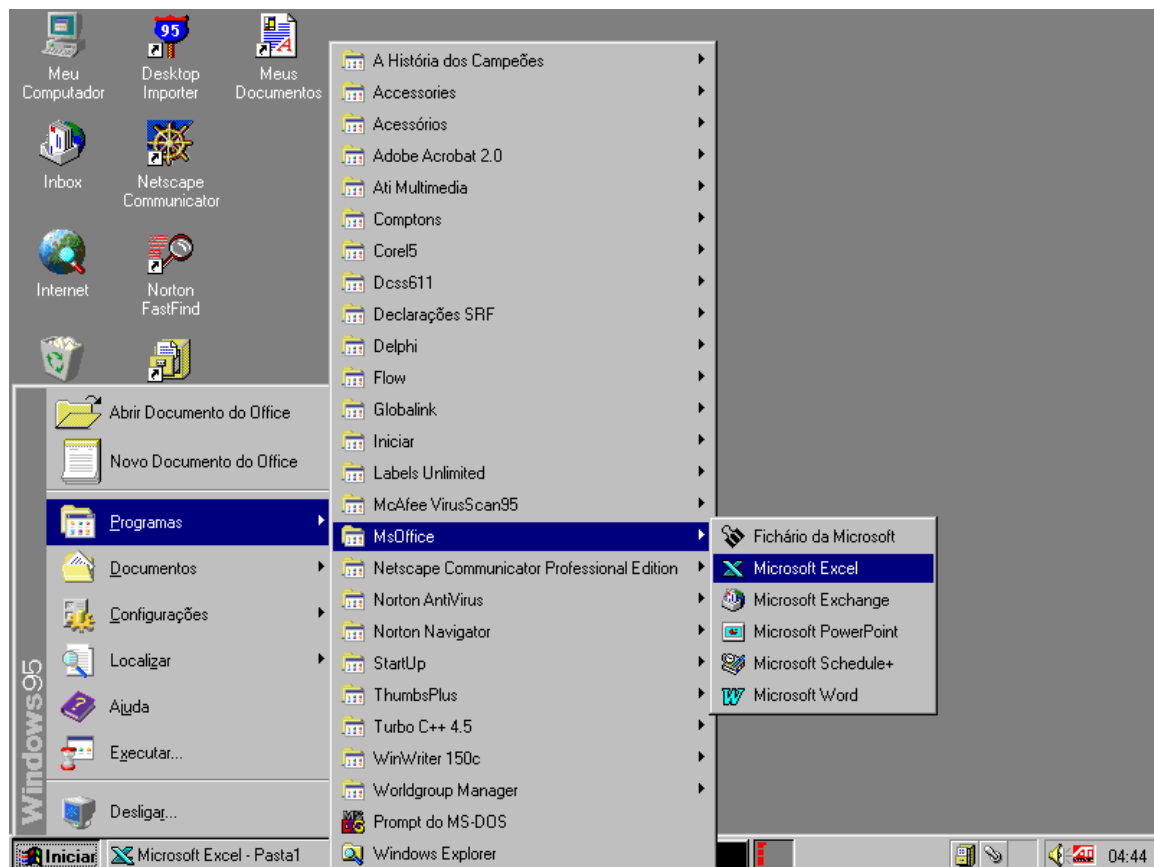 Meu
Computador
Desktop
Importer
Meus
Documentos
Inbox
Netscape
Communicator
Internet
Norton
FastFind
Abrir Documento do Office
Novo Documento do Office
Programas
Documentos
Configurações
Localizar
Ajuda
Executar...
Desligar...
Windows95
A História dos Campeões
Accessories
Acessórios
Adobe Acrobat 2.0
Ati Multimedia
Comptons
Corel5
Dcss611
Declarações SRF
Delphi
Flow
Globalink
Iniciar
Labels Unlimited
McAfee VirusScan95
MsOffice
Netscape Communicator Professional Edition
Norton AntiVirus
Norton Navigator
StartUp
ThumbsPlus
Turbo C++ 4.5
WinWriter 150c
Worldgroup Manager
Prompt do MS-DOS
Windows Explorer
Fichário da Microsoft
Microsoft Excel
Microsoft Exchange
Microsoft PowerPoint
Microsoft Schedule+
Microsoft Word
Iniciar
Microsoft Excel - Pasta1
04:44
95